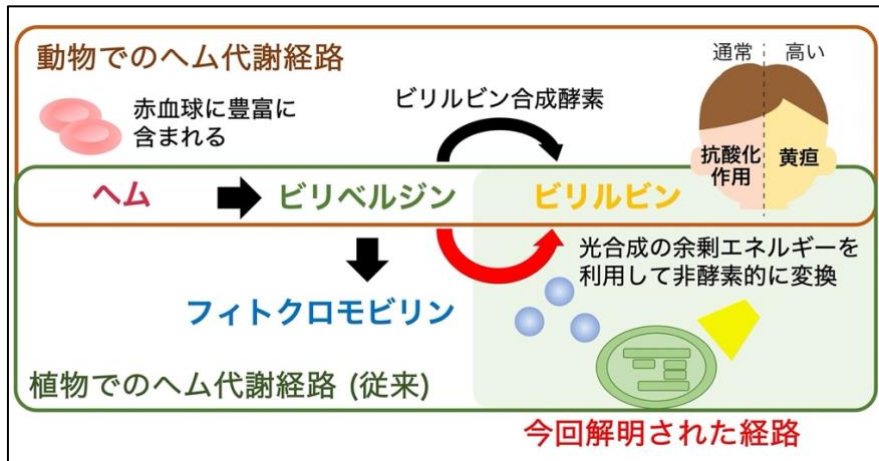 動物でのヘム代謝経路
通常
高い
赤血球に豊富に
含まれる
ビリルビン合成酵素
抗酸化
作用
黄疸
ヘム
ビリベルジン
ビリルビン
光合成の余剰エネルギーを
利用して非酵素的に変換
フィトクロモビリン
植物でのヘム代謝経路 (従来)
今回解明された経路